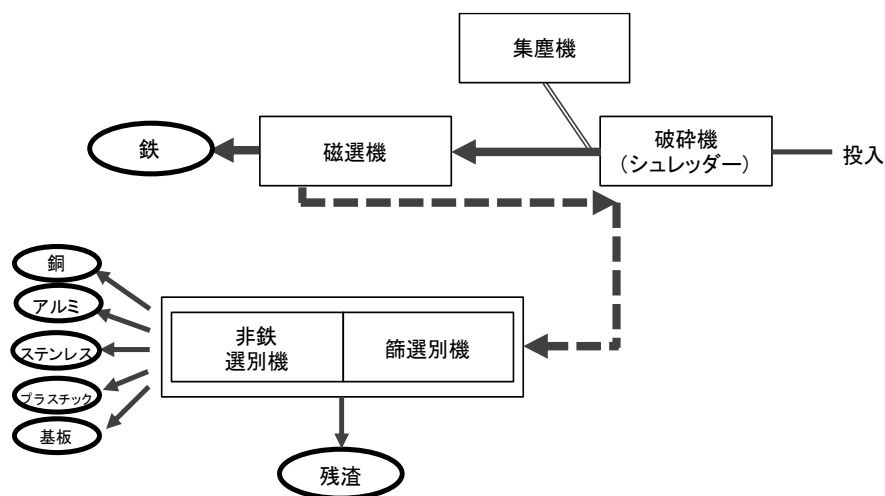 集塵機
鉄
磁選機
破砕機
(シュレッダー)
投入
銅
アルミ
ステンレス
プラスチック
基板
非鉄
選別機
篩選別機
残渣